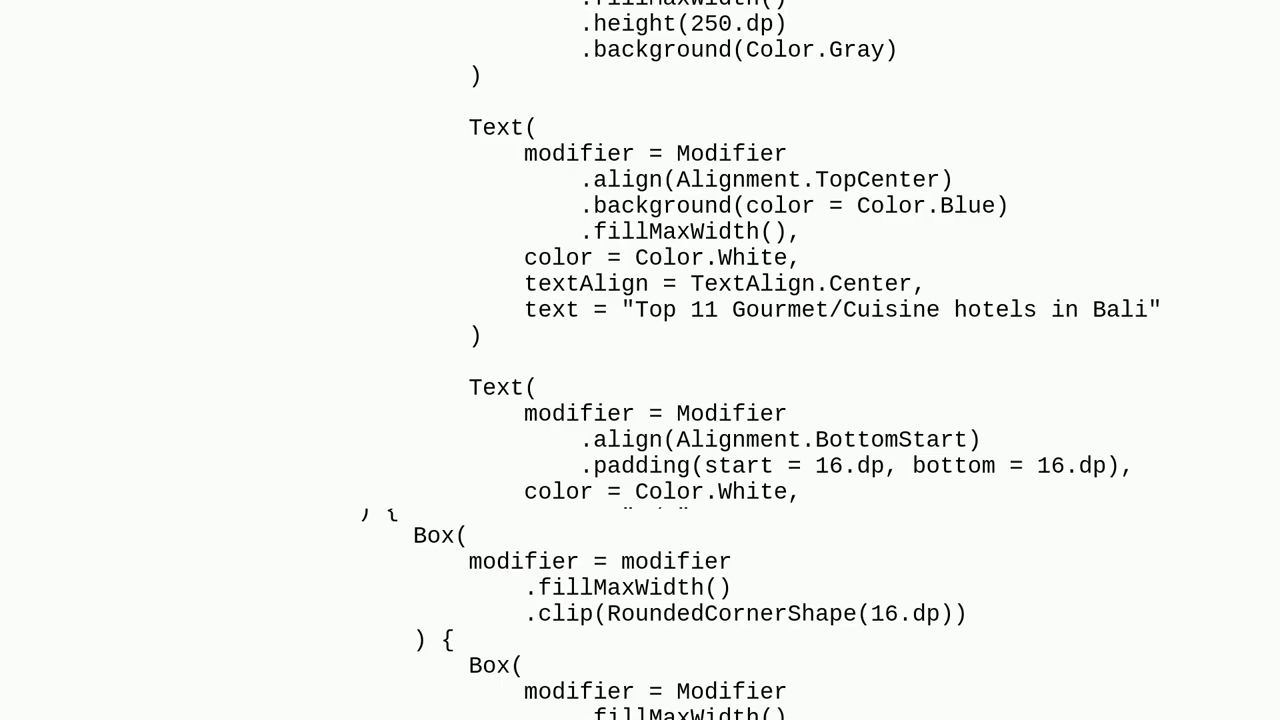 .fillMaxWidth()
.height(250.dp)
.background(Color.Gray)
)
Text(
modifier = Modifier
.align(Alignment.TopCenter)
.background(color = Color.Blue)
.fillMaxWidth(),
color = Color.White,
textAlign = TextAlign.Center,
text = "Top 11 Gourmet/Cuisine hotels in Bali"
)
Text(
modifier = Modifier
.align(Alignment.BottomStart)
.padding(start = 16.dp, bottom = 16.dp),
color = Color.White,
) {
Box(
modifier = modifier
.fillMaxWidth()
.clip(RoundedCornerShape(16.dp))
) {
Box(
modifier = Modifier
.fillMaxWidth()